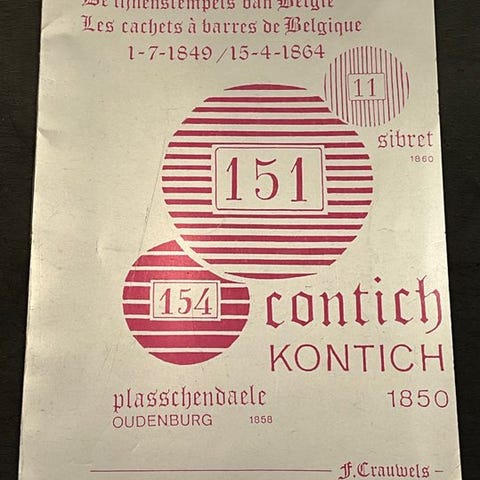 De lijnenstempels van België
Les cachets à barres de Belgique
1-7-1849 / 15-4-1864
11
sibret
1860
151
154
contich
KONTICH
1850
plasschendaele
OUDENBURG 1858
F. Crauwels